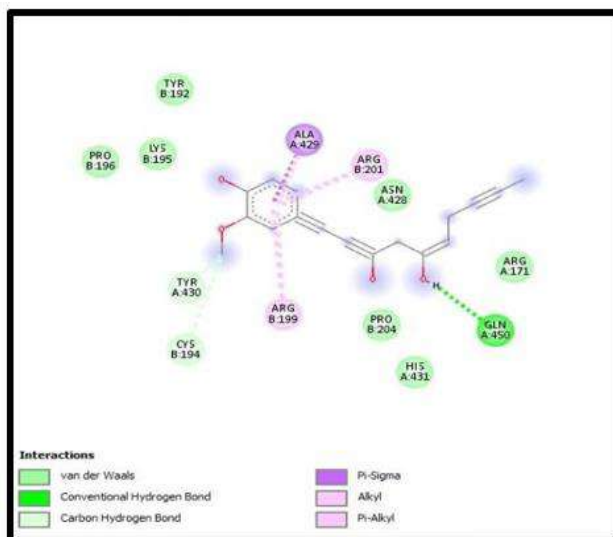 TYR
B:192
ALA
A:429
LYS
B:195
PRO
B:196
ARG
B:201
ASN
A:428
O
ARG
A:171
TYR
A:430
ARG
B:199
PRO
B:204
H
GLN
A:450
CYS
B:194
HIS
A:431
Interactions
van der Waals
Conventional Hydrogen Bond
Carbon Hydrogen Bond
Pi-Sigma
Alkyl
Pi-Alkyl